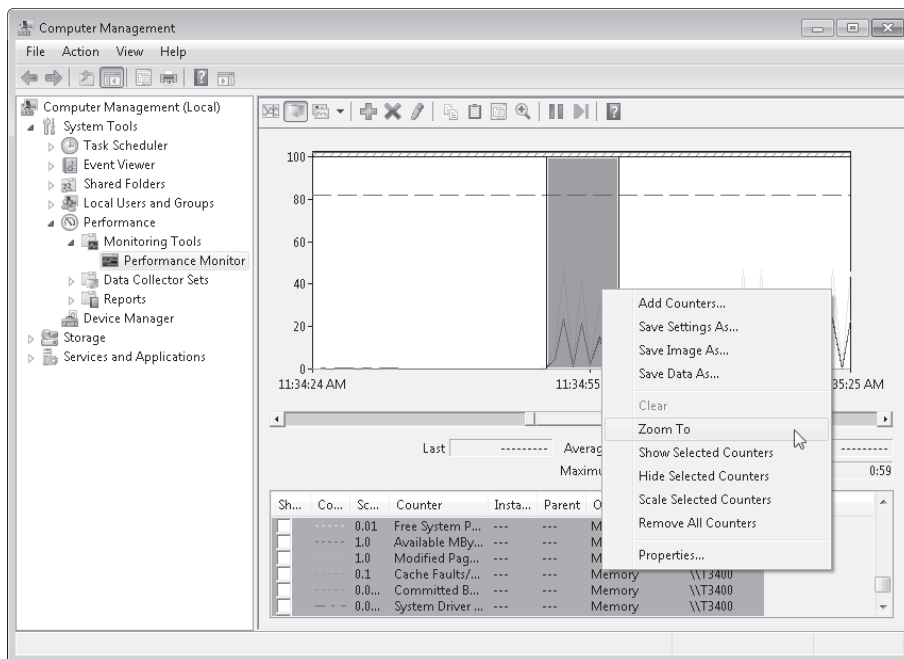 Computer Management
File Action View Help
Computer Management (Local)
System Tools
Task Scheduler
Event Viewer
Shared Folders
Local Users and Groups
Performance
Monitoring Tools
Performance Monitor
Data Collector Sets
Reports
Device Manager
Storage
Services and Applications
100
80
60
40
20
0
11:34:24 AM 11:34:55 35:25 AM
Last --------- Averag ---------
Maximu 0:59
Sh... Co... Sc... Counter Insta... Parent O
0.01 Free System P... --- --- M
1.0 Available MBy... --- --- M
1.0 Modified Pag... --- --- M
0.1 Cache Faults/... --- --- Memory \\T3400
0.0... Committed B... --- --- Memory \\T3400
0.0... System Driver ... --- --- Memory \\T3400
Add Counters...
Save Settings As...
Save Image As...
Save Data As...
Clear
Zoom To
Show Selected Counters
Hide Selected Counters
Scale Selected Counters
Remove All Counters
Properties...